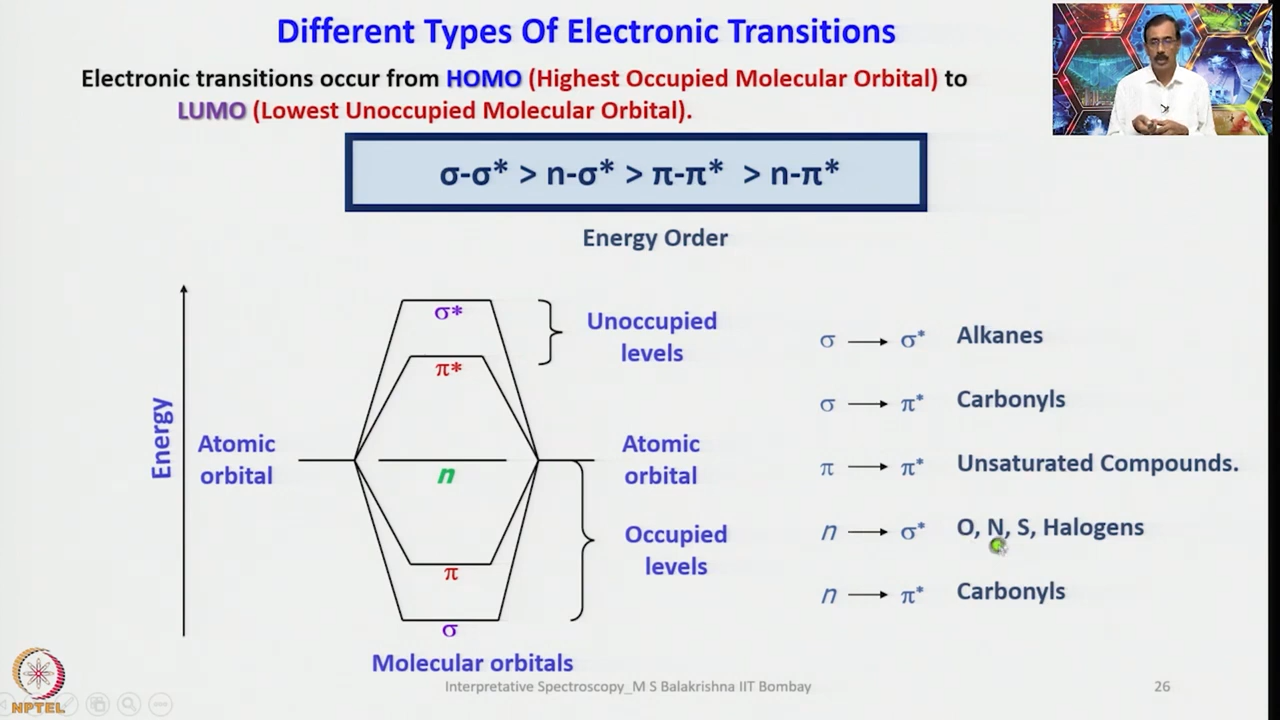 Different Types Of Electronic Transitions
Electronic transitions occur from HOMO (Highest Occupied Molecular Orbital) to
LUMO (Lowest Unoccupied Molecular Orbital).
σ-σ* > n-σ* > π-π* > n-π*
Energy Order
Energy
Atomic
orbital
σ*
π*
n
π
σ
Molecular orbitals
Unoccupied
levels
Atomic
orbital
Occupied
levels
σ → σ* Alkanes
σ → π* Carbonyls
π → π* Unsaturated Compounds.
n → σ* O, N, S, Halogens
n → π* Carbonyls
NPTEL
Interpretative Spectroscopy_M S Balakrishna IIT Bombay
26